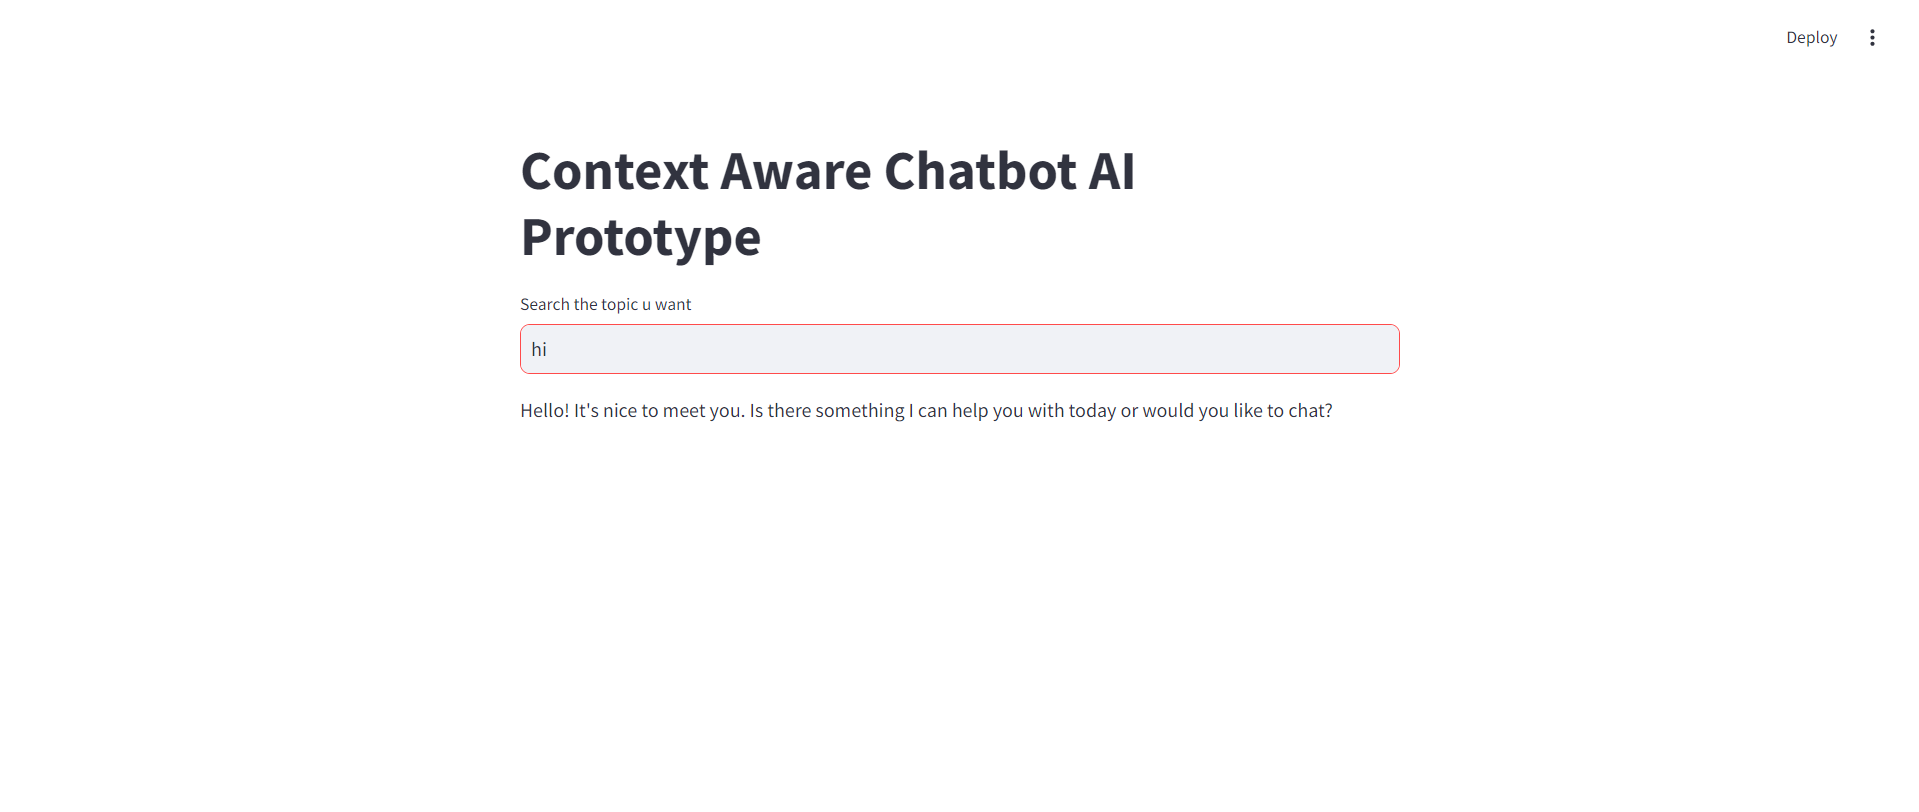 Deploy
Context Aware Chatbot AI
Prototype
Search the topic u want
hi
Hello! It's nice to meet you. Is there something I can help you with today or would you like to chat?